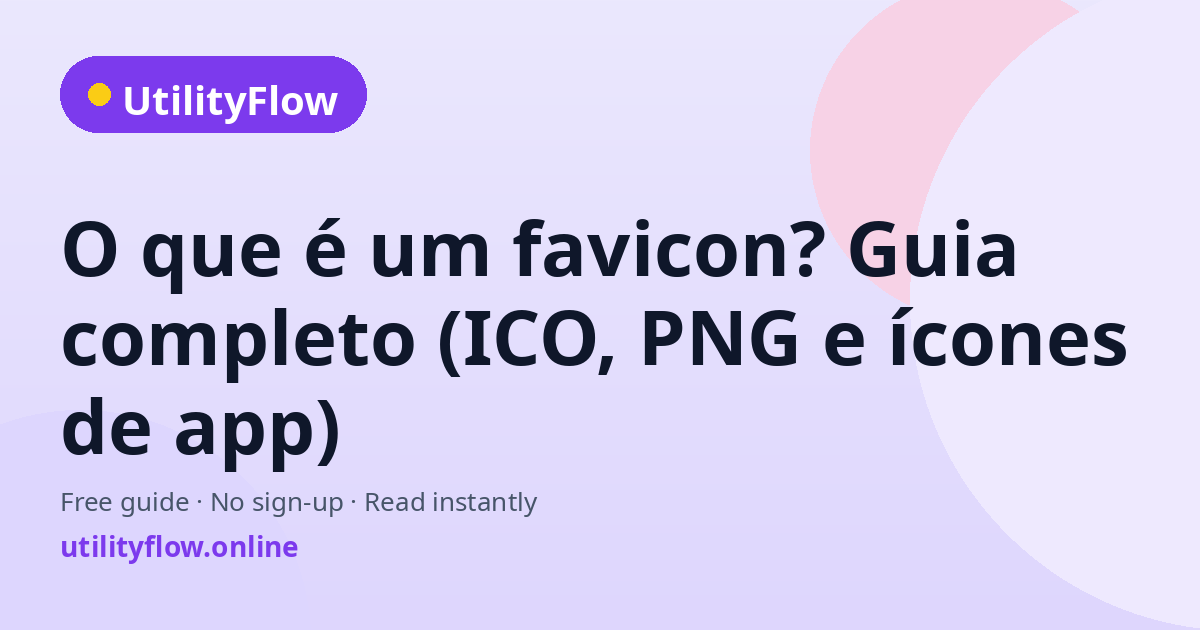 UtilityFlow
O que é um favicon? Guia
completo (ICO, PNG e ícones
de app)
Free guide · No sign-up · Read instantly
utilityflow.online